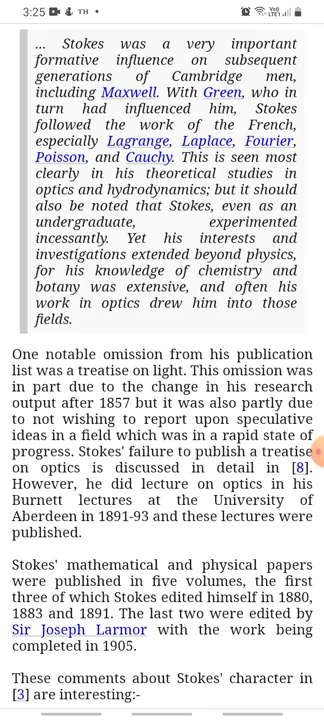 3:25 TH •
Voo LTE1
... Stokes was a very important
formative influence on subsequent
generations of Cambridge men,
including Maxwell. With Green, who in
turn had influenced him, Stokes
followed the work of the French,
especially Lagrange, Laplace, Fourier,
Poisson, and Cauchy. This is seen most
clearly in his theoretical studies in
optics and hydrodynamics; but it should
also be noted that Stokes, even as an
undergraduate, experimented
incessantly. Yet his interests and
investigations extended beyond physics,
for his knowledge of chemistry and
botany was extensive, and often his
work in optics drew him into those
fields.
One notable omission from his publication
list was a treatise on light. This omission was
in part due to the change in his research
output after 1857 but it was also partly due
to not wishing to report upon speculative
ideas in a field which was in a rapid state of
progress. Stokes' failure to publish a treatise
on optics is discussed in detail in [8].
However, he did lecture on optics in his
Burnett lectures at the University of
Aberdeen in 1891-93 and these lectures were
published.
Stokes' mathematical and physical papers
were published in five volumes, the first
three of which Stokes edited himself in 1880,
1883 and 1891. The last two were edited by
Sir Joseph Larmor with the work being
completed in 1905.
These comments about Stokes' character in
[3] are interesting:-